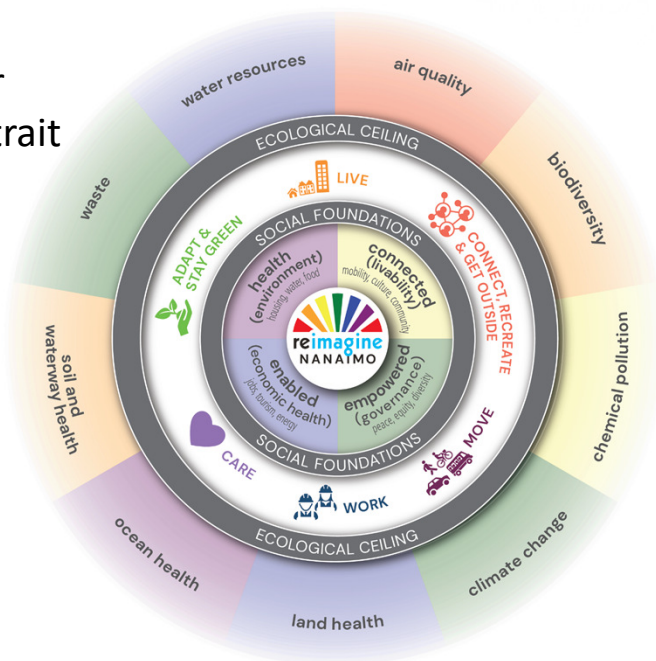 r
trait
water resources
air quality
biodiversity
chemical pollution
climate change
land health
ocean health
soil and
waterway health
waste
ECOLOGICAL CEILING
LIVE
CONNECT, RECREATE
& GET OUTSIDE
MOVE
WORK
CARE
ADAPT &
STAY GREEN
ECOLOGICAL CEILING
SOCIAL FOUNDATIONS
health
(environment)
housing, water, food
connected
(livability)
mobility, culture, community
empowered
(governance)
peace, equity, diversity
enabled
(economic health)
jobs, tourism, energy
SOCIAL FOUNDATIONS
reimagine
NANAIMO